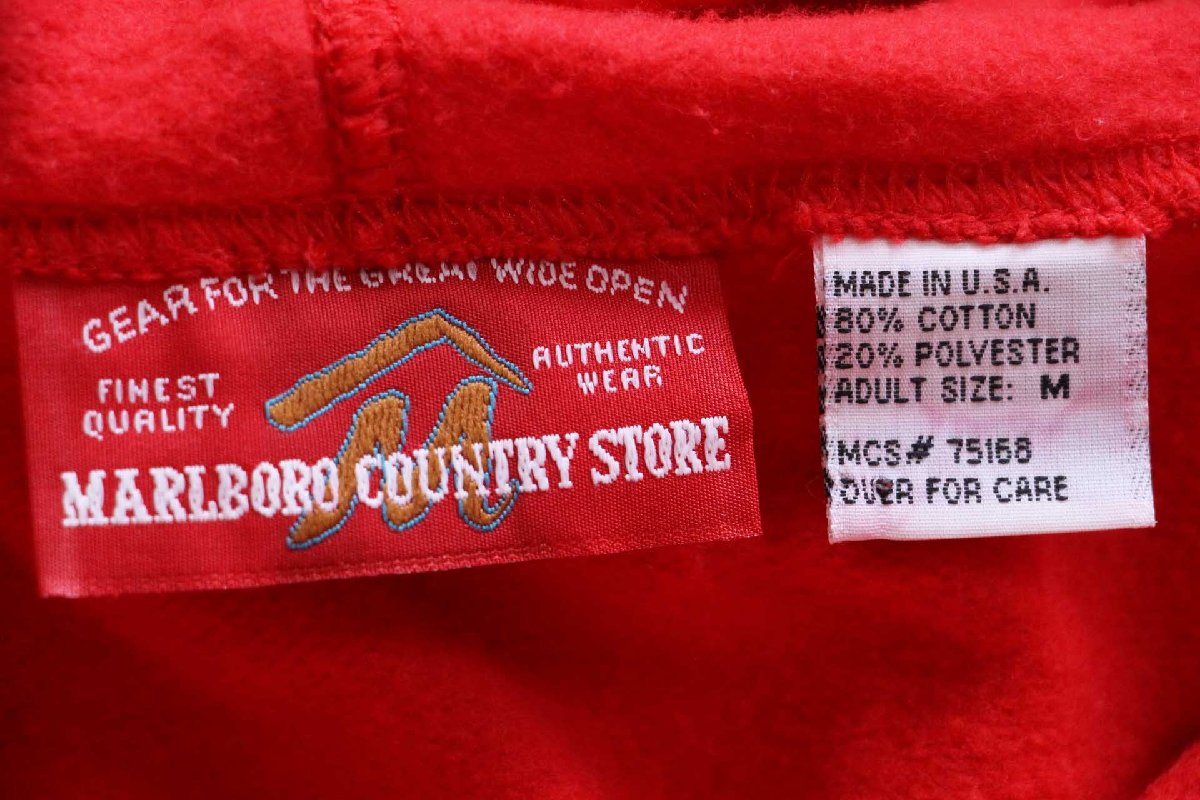 GEAR FOR THE GREAT WIDE OPEN
FINEST
QUALITY
AUTHENTIC
WEAR
MARLBORO COUNTRY STORE
MADE IN U.S.A.
80% COTTON
20% POLYESTER
ADULT SIZE: M
MCS# 75168
OVER FOR CARE